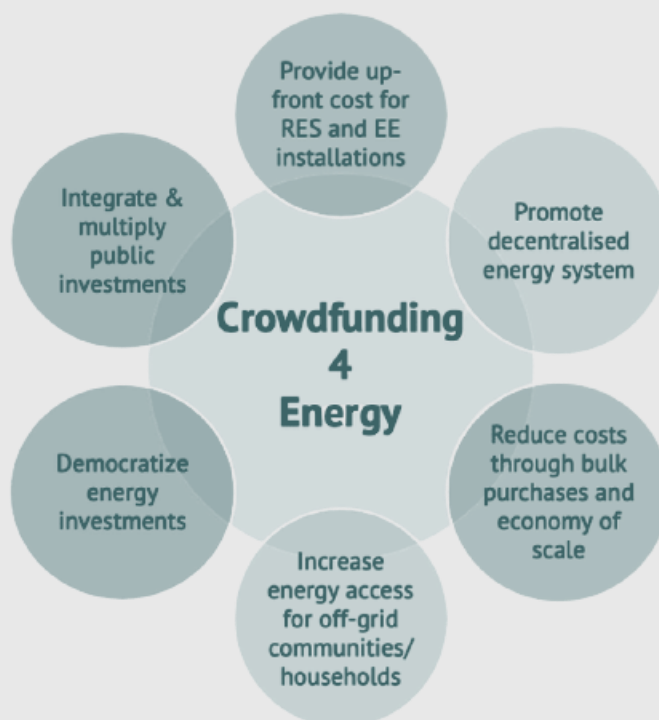 Provide up-
front cost for
RES and EE
installations
Promote
decentralised
energy system
Reduce costs
through bulk
purchases and
economy of
scale
Increase
energy access
for off-grid
communities/
households
Democratize
energy
investments
Integrate &
multiply
public
investments
Crowdfunding
4
Energy